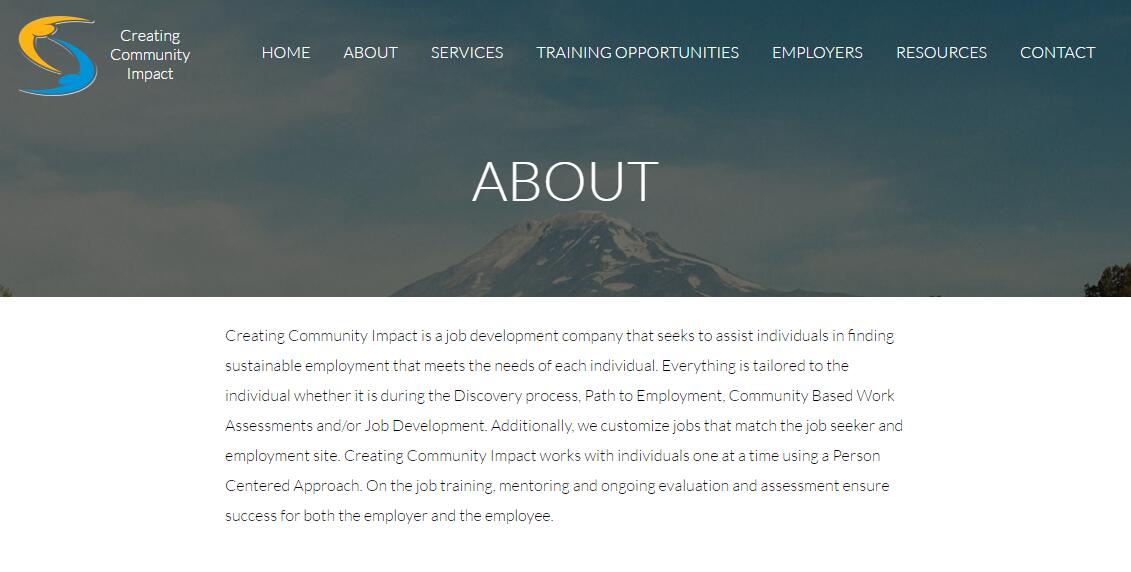 Creating
Community
Impact
HOME ABOUT SERVICES TRAINING OPPORTUNITIES EMPLOYERS RESOURCES CONTACT
ABOUT
Creating Community Impact is a job development company that seeks to assist individuals in finding
sustainable employment that meets the needs of each individual. Everything is tailored to the
individual whether it is during the Discovery process, Path to Employment, Community Based Work
Assessments and/or Job Development. Additionally, we customize jobs that match the job seeker and
employment site. Creating Community Impact works with individuals one at a time using a Person
Centered Approach. On the job training, mentoring and ongoing evaluation and assessment ensure
success for both the employer and the employee.